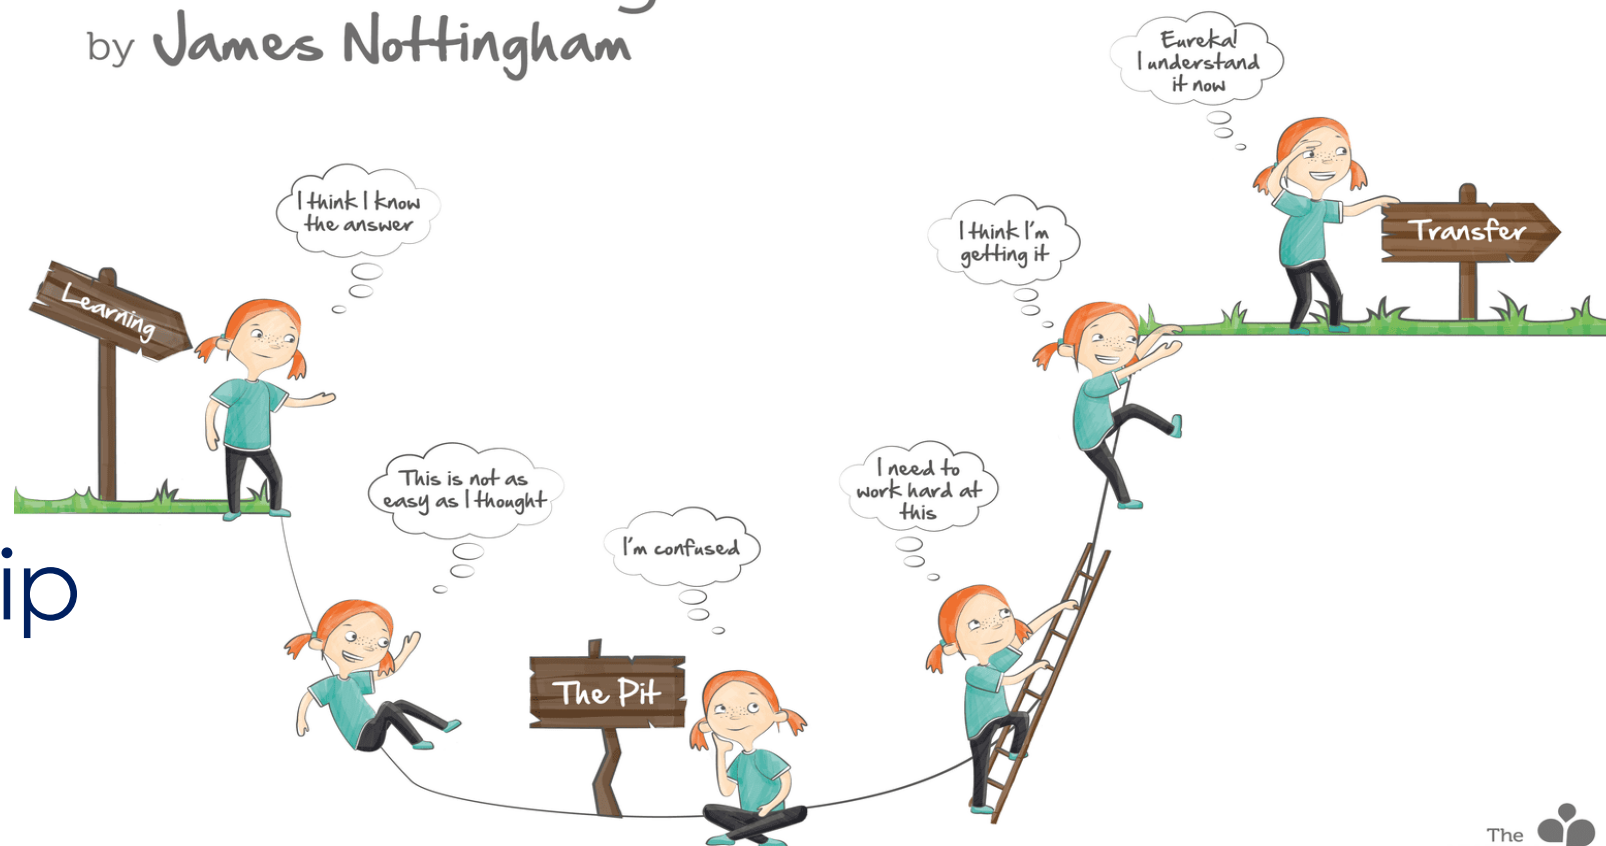 by James Nottingham
Eureka!
I understand
it now
I think I know
the answer
I think I'm
getting it
Transfer
Learning
This is not as
easy as I thought
I'm confused
I need to
work hard at
this
ip
The Pit
The